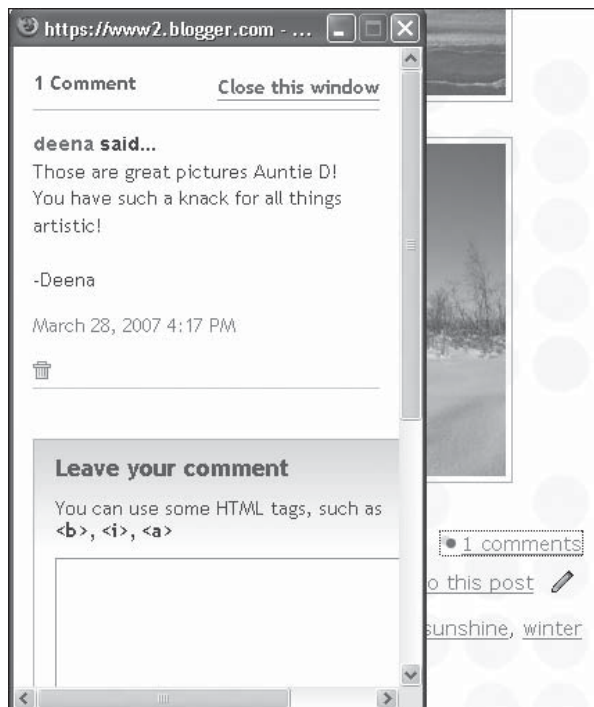 https://www2.blogger.com - ...
1 Comment
Close this window
deena said...
Those are great pictures Auntie D!
You have such a knack for all things
artistic!
-Deena
March 28, 2007 4:17 PM
Leave your comment
You can use some HTML tags, such as
<b>, <i>, <a>
1 comments
o this post
sunshine, winter